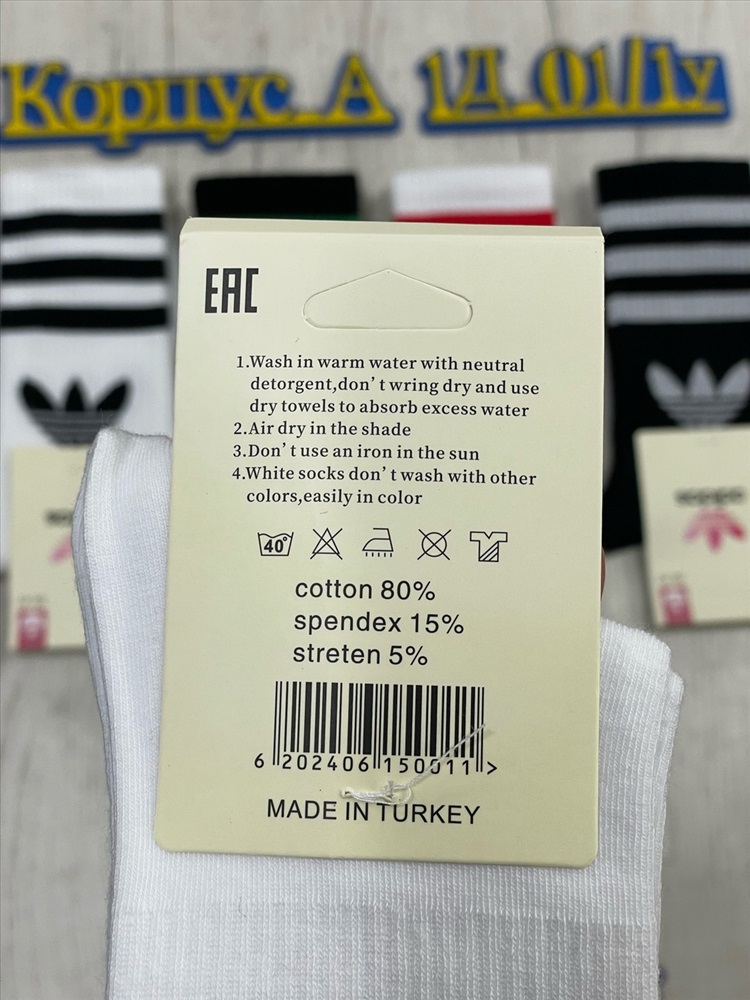 Корпус А 1Д 01/1у
EAC
1.Wash in warm water with neutral
detorgent,don't wring dry and use
dry towels to absorb excess water
2.Air dry in the shade
3.Don't use an iron in the sun
4.White socks don't wash with other
colors,easily in color
40°
cotton 80%
spendex 15%
streten 5%
6 202406 150011 >
MADE IN TURKEY